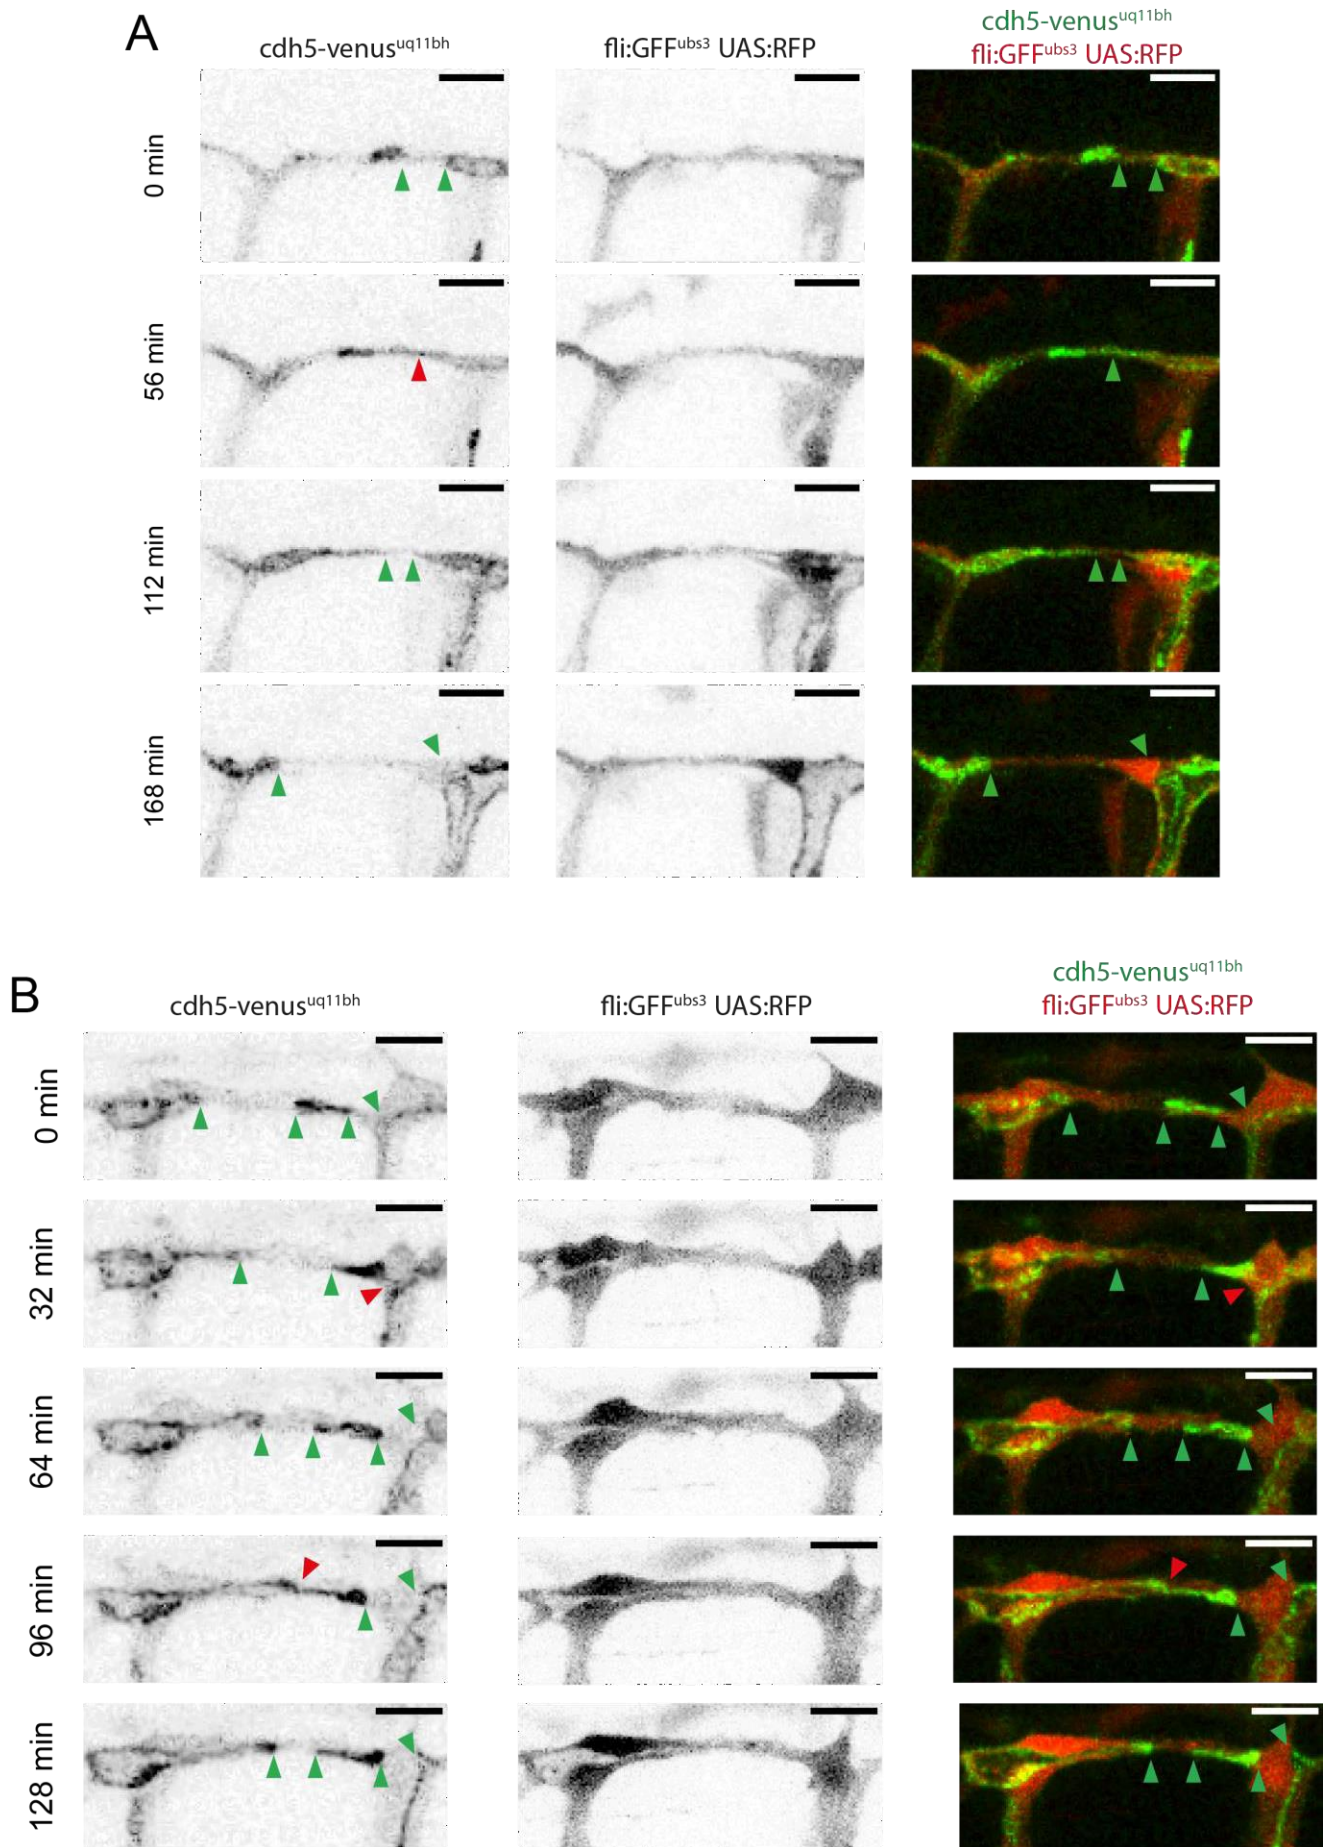 A
cdh5-venusuq11bh
fli:GFFubs3 UAS:RFP
cdh5-venusuq11bh
fli:GFFubs3 UAS:RFP
0 min
56 min
112 min
168 min
B
cdh5-venusuq11bh
fli:GFFubs3 UAS:RFP
cdh5-venusuq11bh
fli:GFFubs3 UAS:RFP
0 min
32 min
64 min
96 min
128 min